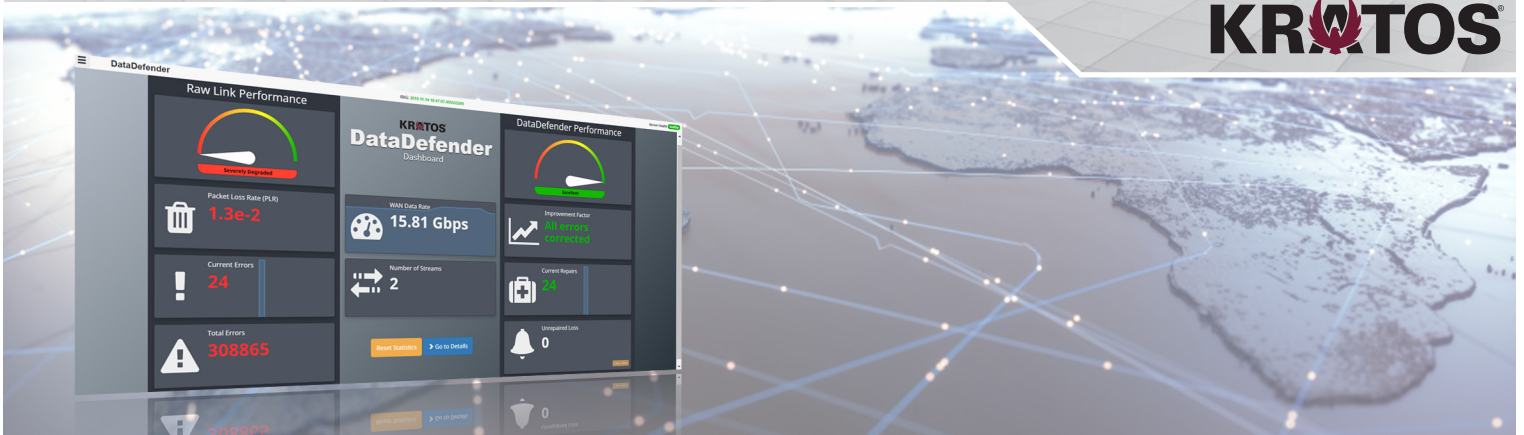 KRATOS®
DataDefender
Raw Link Performance
Severely Degraded
Packet Loss Rate (PLR)
1.3e-2
Current Errors
24
Total Errors
308865
KRATOS
DataDefender
Dashboard
WAN Data Rate
15.81 Gbps
Number of Streams
2
Reset Statistics
Go to Details
DataDefender Performance
Excellent
Improvement Factor
All errors
corrected
Current Repairs
24
Unrepaired Loss
0